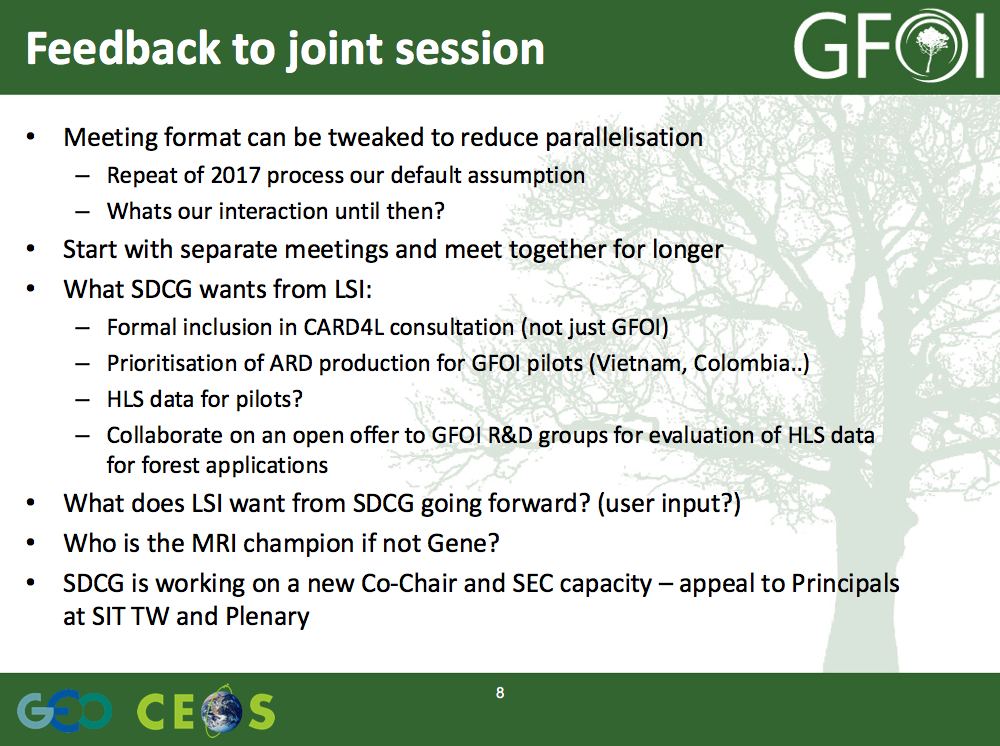 Feedback to joint session
GFOI
• Meeting format can be tweaked to reduce parallelisation
– Repeat of 2017 process our default assumption
– Whats our interaction until then?
• Start with separate meetings and meet together for longer
• What SDCG wants from LSI:
– Formal inclusion in CARD4L consultation (not just GFOI)
– Prioritisation of ARD production for GFOI pilots (Vietnam, Colombia..)
– HLS data for pilots?
– Collaborate on an open offer to GFOI R&D groups for evaluation of HLS data
for forest applications
• What does LSI want from SDCG going forward? (user input?)
• Who is the MRI champion if not Gene?
• SDCG is working on a new Co-Chair and SEC capacity – appeal to Principals
at SIT TW and Plenary
GEO
CEOS
8